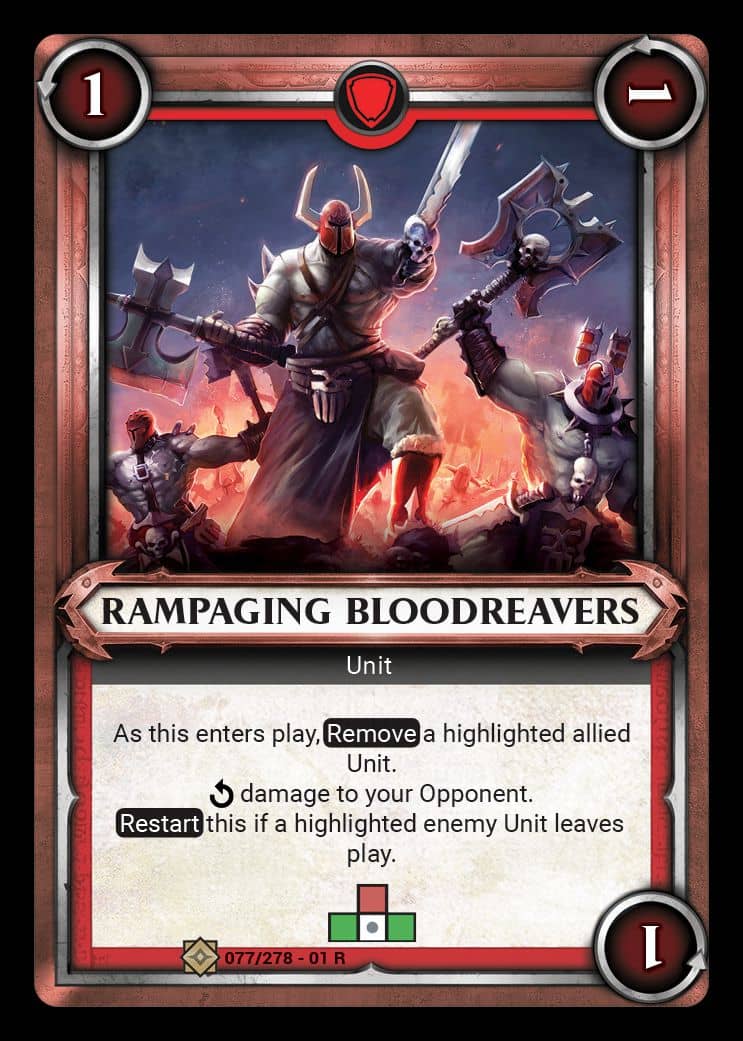 1
1
RAMPAGING BLOODREAVERS
Unit
As this enters play, Remove a highlighted allied
Unit.
damage to your Opponent.
Restart this if a highlighted enemy Unit leaves
play.
077/278 - 01 R
1